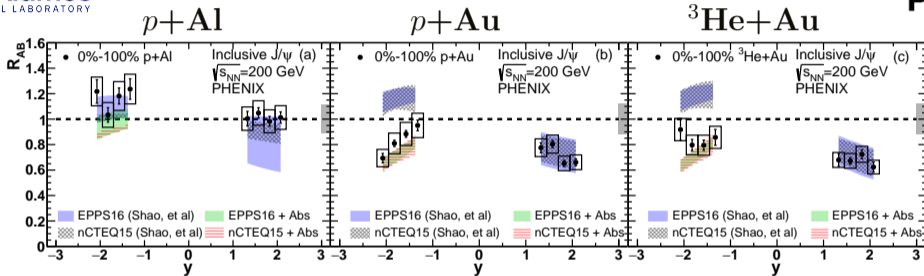 L LABORATORY
p+Al
p+Au
³He+Au
R_AB
1.6
1.4
1.2
1
0.8
0.6
0.4
0.2
0
0%-100% p+Al
Inclusive J/ψ (a)
√s_NN=200 GeV
PHENIX
EPPS16 (Shao, et al)
EPPS16 + Abs
nCTEQ15 (Shao, et al)
nCTEQ15 + Abs
−3 −2 −1 0 1 2 3
y
0%-100% p+Au
Inclusive J/ψ (b)
√s_NN=200 GeV
PHENIX
EPPS16 (Shao, et al)
EPPS16 + Abs
nCTEQ15 (Shao, et al)
nCTEQ15 + Abs
−2 −1 0 1 2 3
y
0%-100% ³He+Au
Inclusive J/ψ (c)
√s_NN=200 GeV
PHENIX
EPPS16 (Shao, et al)
EPPS16 + Abs
nCTEQ15 (Shao, et al)
nCTEQ15 + Abs
−3 −2 −1 0 1 2 3
y